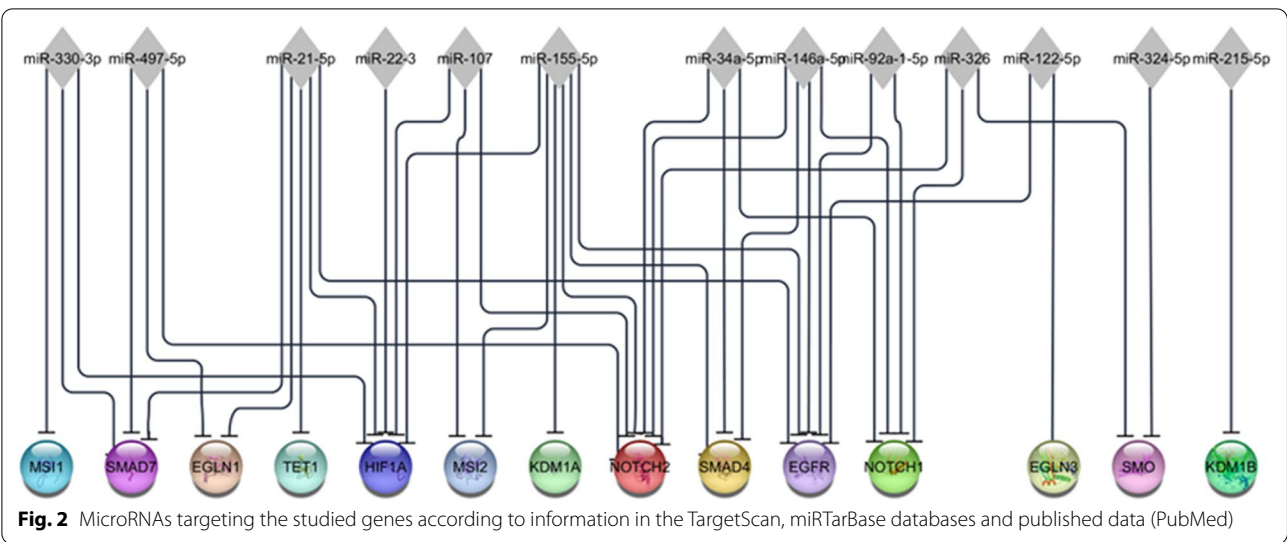 miR-330-3p miR-497-5p miR-21-5p miR-22-3 miR-107 miR-155-5p miR-34a-5p miR-146a-5p miR-92a-1-5p miR-326 miR-122-5p miR-324-5p miR-215-5p
MSI1 SMAD7 EGLN1 TET1 HIF1A MSI2 KDM1A NOTCH2 SMAD4 EGFR NOTCH1 EGLN3 SMO KDM1B
Fig. 2 MicroRNAs targeting the studied genes according to information in the TargetScan, miRTarBase databases and published data (PubMed)